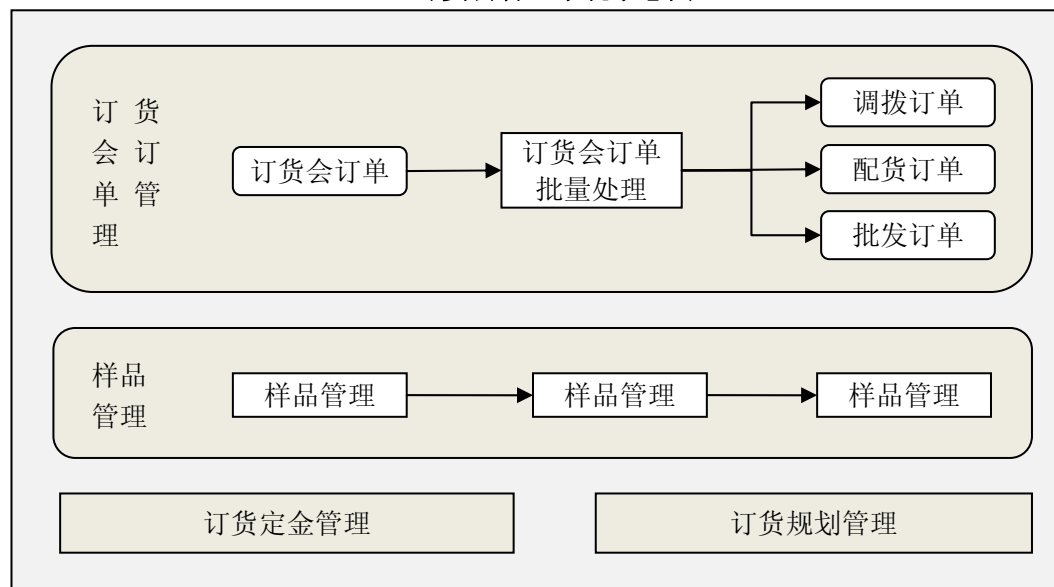 订 货
会 订
单 管
理
订货会订单
订货会订单
批量处理
调拨订单
配货订单
批发订单
样品
管理
样品管理
样品管理
样品管理
订货定金管理
订货规划管理